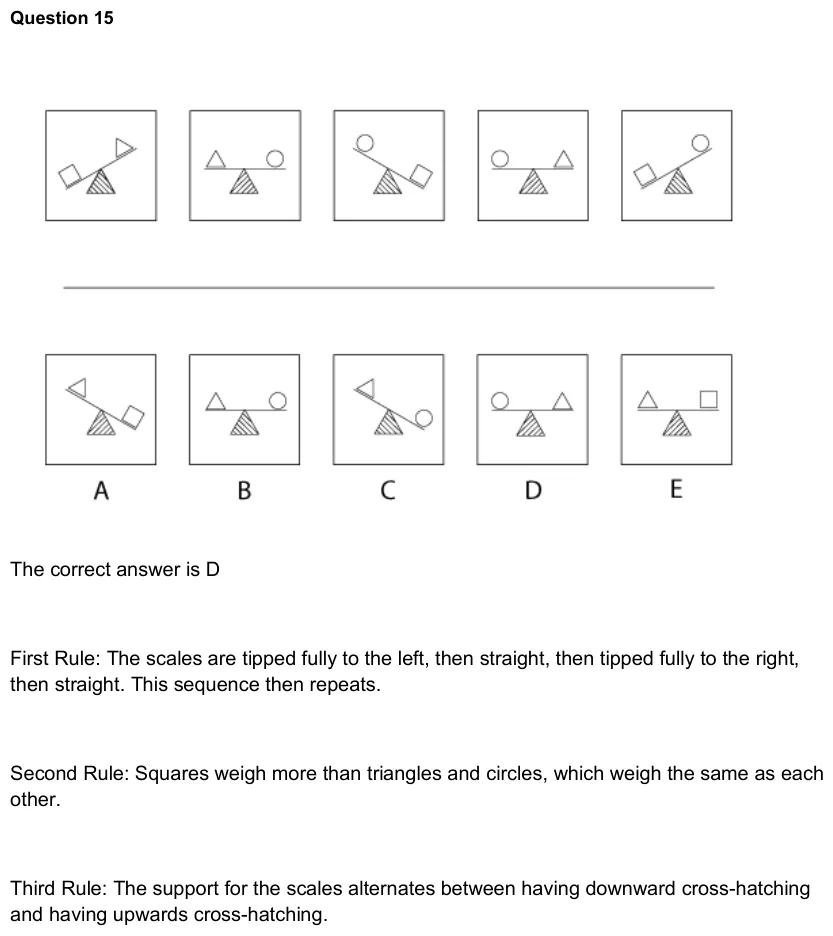 Question 15
A B C D E
The correct answer is D
First Rule: The scales are tipped fully to the left, then straight, then tipped fully to the right,
then straight. This sequence then repeats.
Second Rule: Squares weigh more than triangles and circles, which weigh the same as each
other.
Third Rule: The support for the scales alternates between having downward cross-hatching
and having upwards cross-hatching.